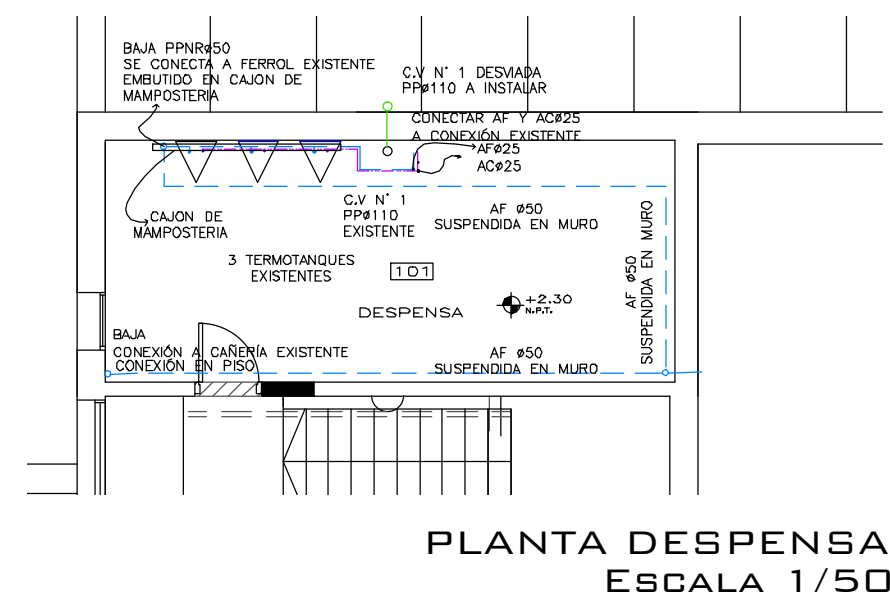 BAJA PPNRø50
SE CONECTA A FERROL EXISTENTE
EMBUTIDO EN CAJON DE
MAMPOSTERIA
C.V N° 1 DESVIADA
PPø110 A INSTALAR
CONECTAR AF Y ACø25
A CONEXIÓN EXISTENTE
AFø25
ACø25
CAJON DE
MAMPOSTERIA
C.V N° 1
PPø110
EXISTENTE
AF ø50
SUSPENDIDA EN MURO
AF ø50
SUSPENDIDA EN MURO
3 TERMOTANQUES
EXISTENTES
101
DESPENSA
+2.30
N.P.T.
BAJA
CONEXIÓN A CAÑERÍA EXISTENTE
CONEXIÓN EN PISO
AF ø50
SUSPENDIDA EN MURO
PLANTA DESPENSA
ESCALA 1/50